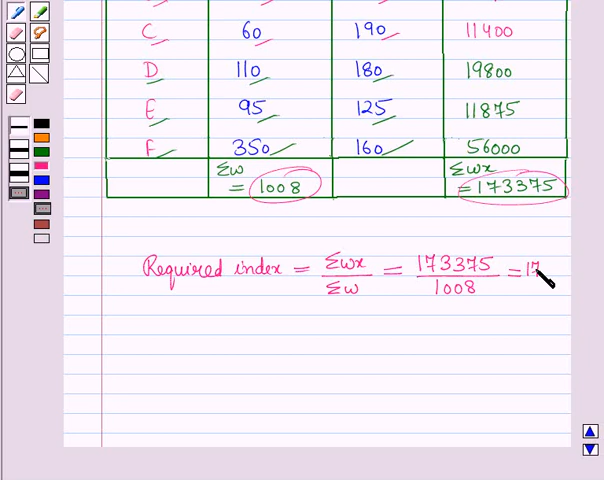 C 60 190 11400
D 110 180 19800
E 95 125 11875
F 350 160 56000
Σw Σwx
= 1008 = 173375
Required index = Σwx / Σw = 173375 / 1008 = 17